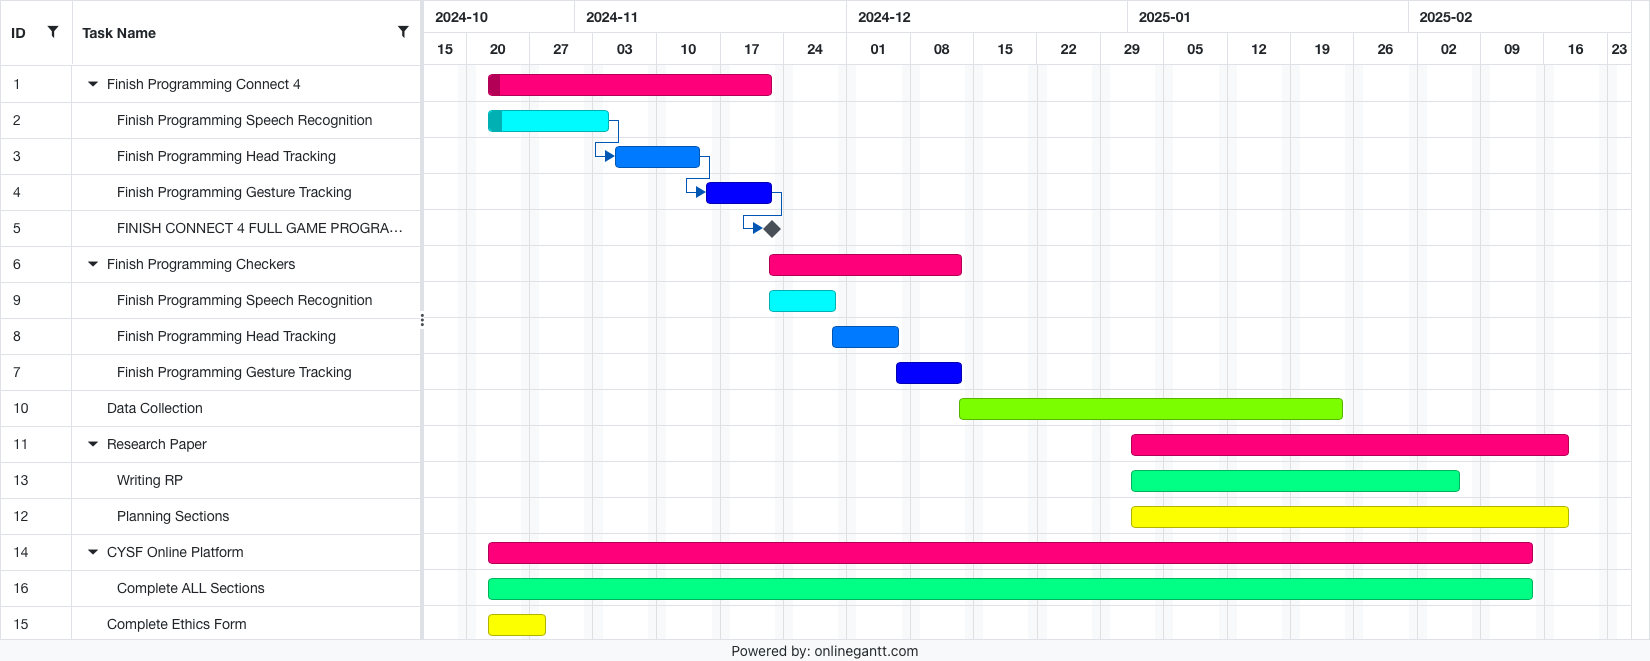 ID Task Name 2024-10 2024-11 2024-12 2025-01 2025-02
15 20 27 03 10 17 24 01 08 15 22 29 05 12 19 26 02 09 16 23
1 Finish Programming Connect 4
2 Finish Programming Speech Recognition
3 Finish Programming Head Tracking
4 Finish Programming Gesture Tracking
5 FINISH CONNECT 4 FULL GAME PROGRA...
6 Finish Programming Checkers
9 Finish Programming Speech Recognition
8 Finish Programming Head Tracking
7 Finish Programming Gesture Tracking
10 Data Collection
11 Research Paper
13 Writing RP
12 Planning Sections
14 CYSF Online Platform
16 Complete ALL Sections
15 Complete Ethics Form
Powered by: onlinegantt.com